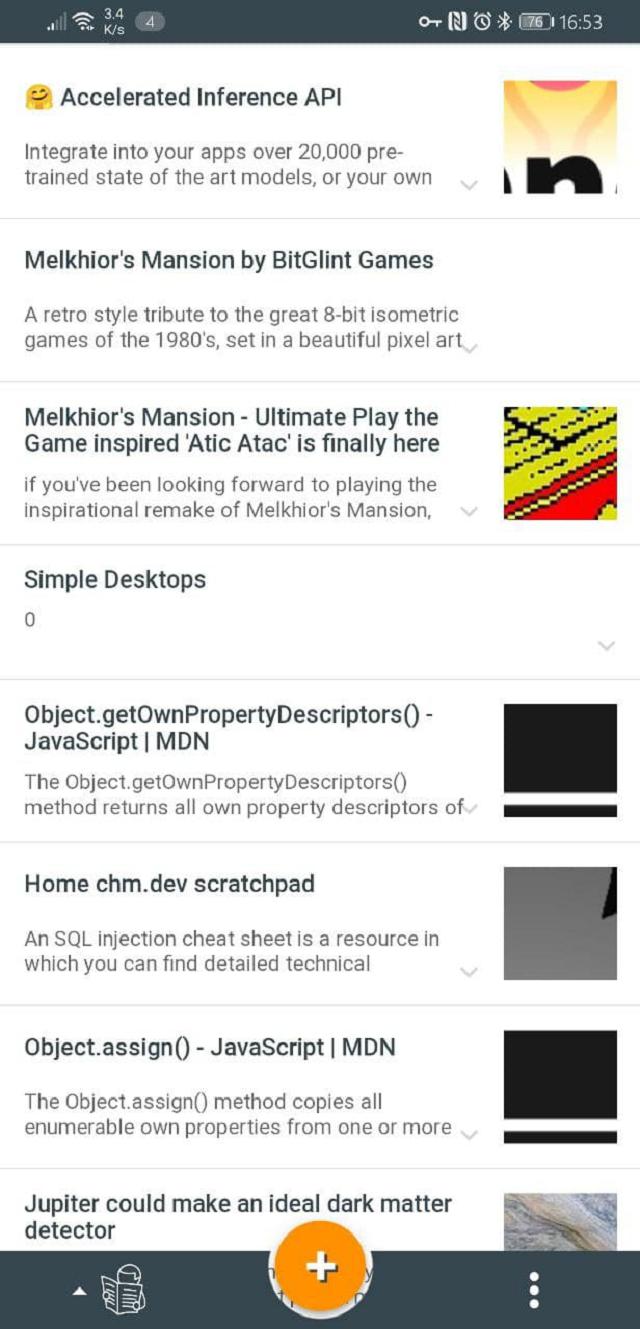 3.4
K/s
4
76
16:53
🤗 Accelerated Inference API
Integrate into your apps over 20,000 pre-
trained state of the art models, or your own
Melkhior's Mansion by BitGlint Games
A retro style tribute to the great 8-bit isometric
games of the 1980's, set in a beautiful pixel art
Melkhior's Mansion - Ultimate Play the
Game inspired 'Atic Atac' is finally here
if you've been looking forward to playing the
inspirational remake of Melkhior's Mansion,
Simple Desktops
0
Object.getOwnPropertyDescriptors() -
JavaScript | MDN
The Object.getOwnPropertyDescriptors()
method returns all own property descriptors of
Home chm.dev scratchpad
An SQL injection cheat sheet is a resource in
which you can find detailed technical
Object.assign() - JavaScript | MDN
The Object.assign() method copies all
enumerable own properties from one or more
Jupiter could make an ideal dark matter
detector